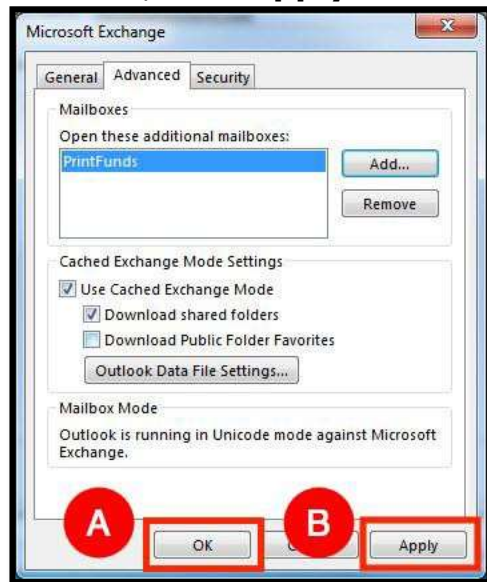 Microsoft Exchange
General Advanced Security
Mailboxes
Open these additional mailboxes:
PrintFunds
Add...
Remove
Cached Exchange Mode Settings
Use Cached Exchange Mode
Download shared folders
Download Public Folder Favorites
Outlook Data File Settings...
Mailbox Mode
Outlook is running in Unicode mode against Microsoft
Exchange.
A B
OK Apply